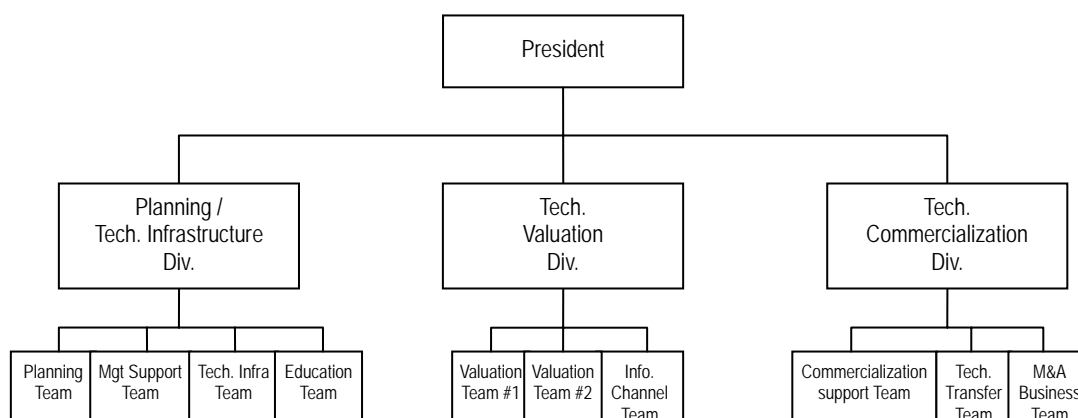 President
Planning /
Tech. Infrastructure
Div.
Tech.
Valuation
Div.
Tech.
Commercialization
Div.
Planning
Team
Mgt Support
Team
Tech. Infra
Team
Education
Team
Valuation
Team #1
Valuation
Team #2
Info.
Channel
Team
Commercialization
support Team
Tech.
Transfer
Team
M&A
Business
Team